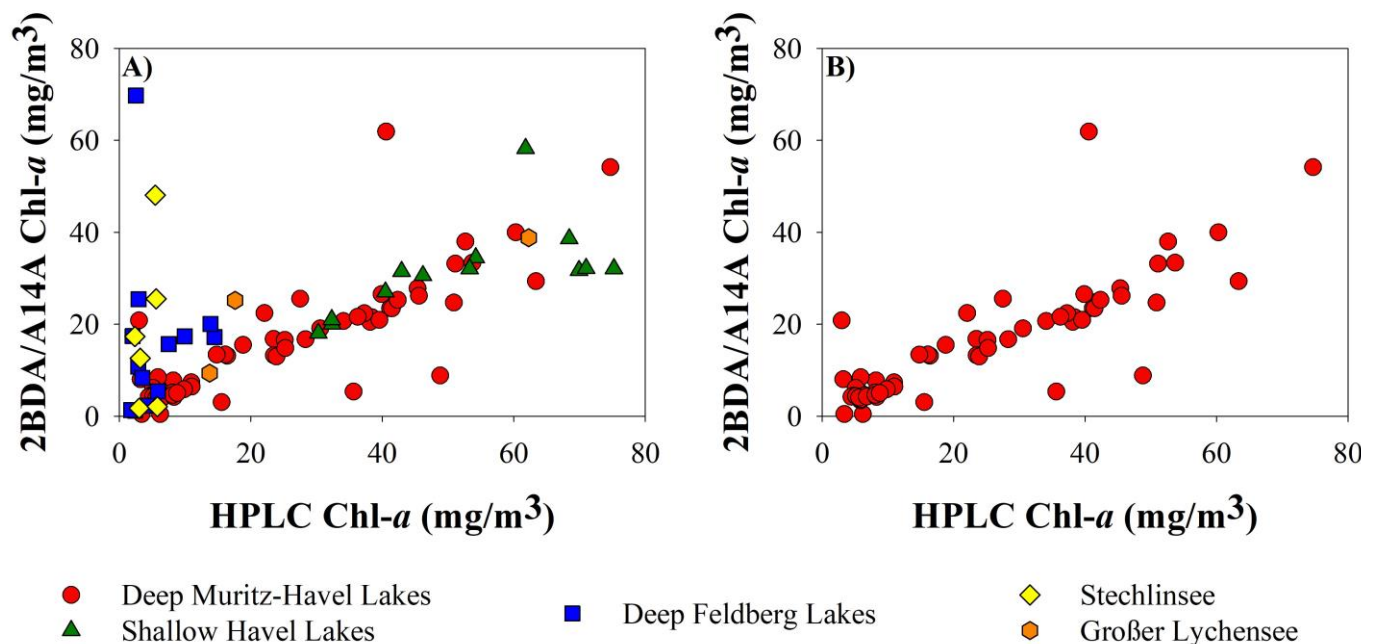 A)
2BDA/A14A Chl-a (mg/m³)
80
60
40
20
0
0 20 40 60 80
HPLC Chl-a (mg/m³)
B)
2BDA/A14A Chl-a (mg/m³)
80
60
40
20
0
0 20 40 60 80
HPLC Chl-a (mg/m³)
Deep Muritz-Havel Lakes
Shallow Havel Lakes
Deep Feldberg Lakes
Stechlinsee
Großer Lychensee